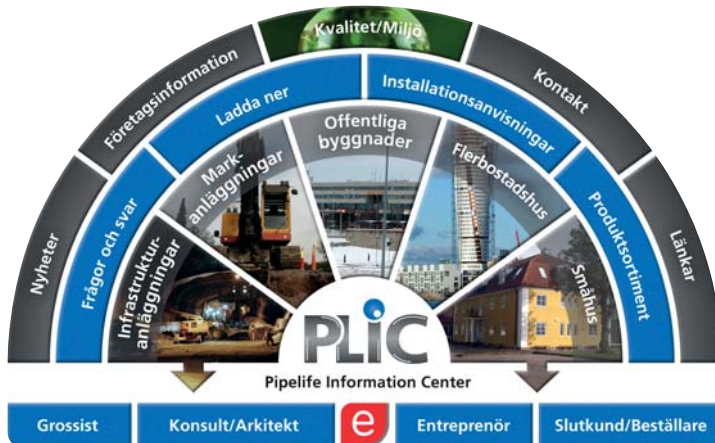 Nyheter
Företagsinformation
Kvalitet/Miljö
Kontakt
Länkar
Frågor och svar
Ladda ner
Installationsanvisningar
Produktsortiment
Infrastruktur-
anläggningar
Mark-
anläggningar
Offentliga
byggnader
Flerbostadshus
Småhus
PLiC
Pipelife Information Center
Grossist
Konsult/Arkitekt
e
Entreprenör
Slutkund/Beställare